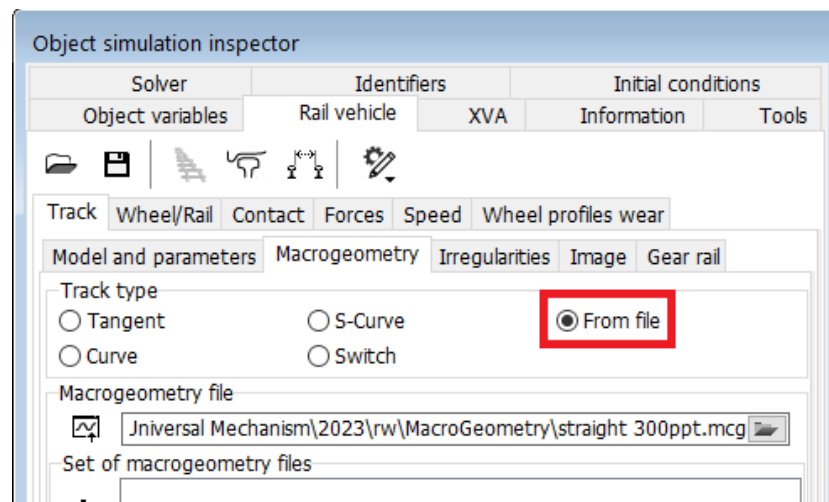 Object simulation inspector
Solver Identifiers Initial conditions
Object variables Rail vehicle XVA Information Tools
Track Wheel/Rail Contact Forces Speed Wheel profiles wear
Model and parameters Macrogeometry Irregularities Image Gear rail
Track type
Tangent S-Curve From file
Curve Switch
Macrogeometry file
Jniversal Mechanism\2023\rw\MacroGeometry\straight 300ppt.mcg
Set of macrogeometry files